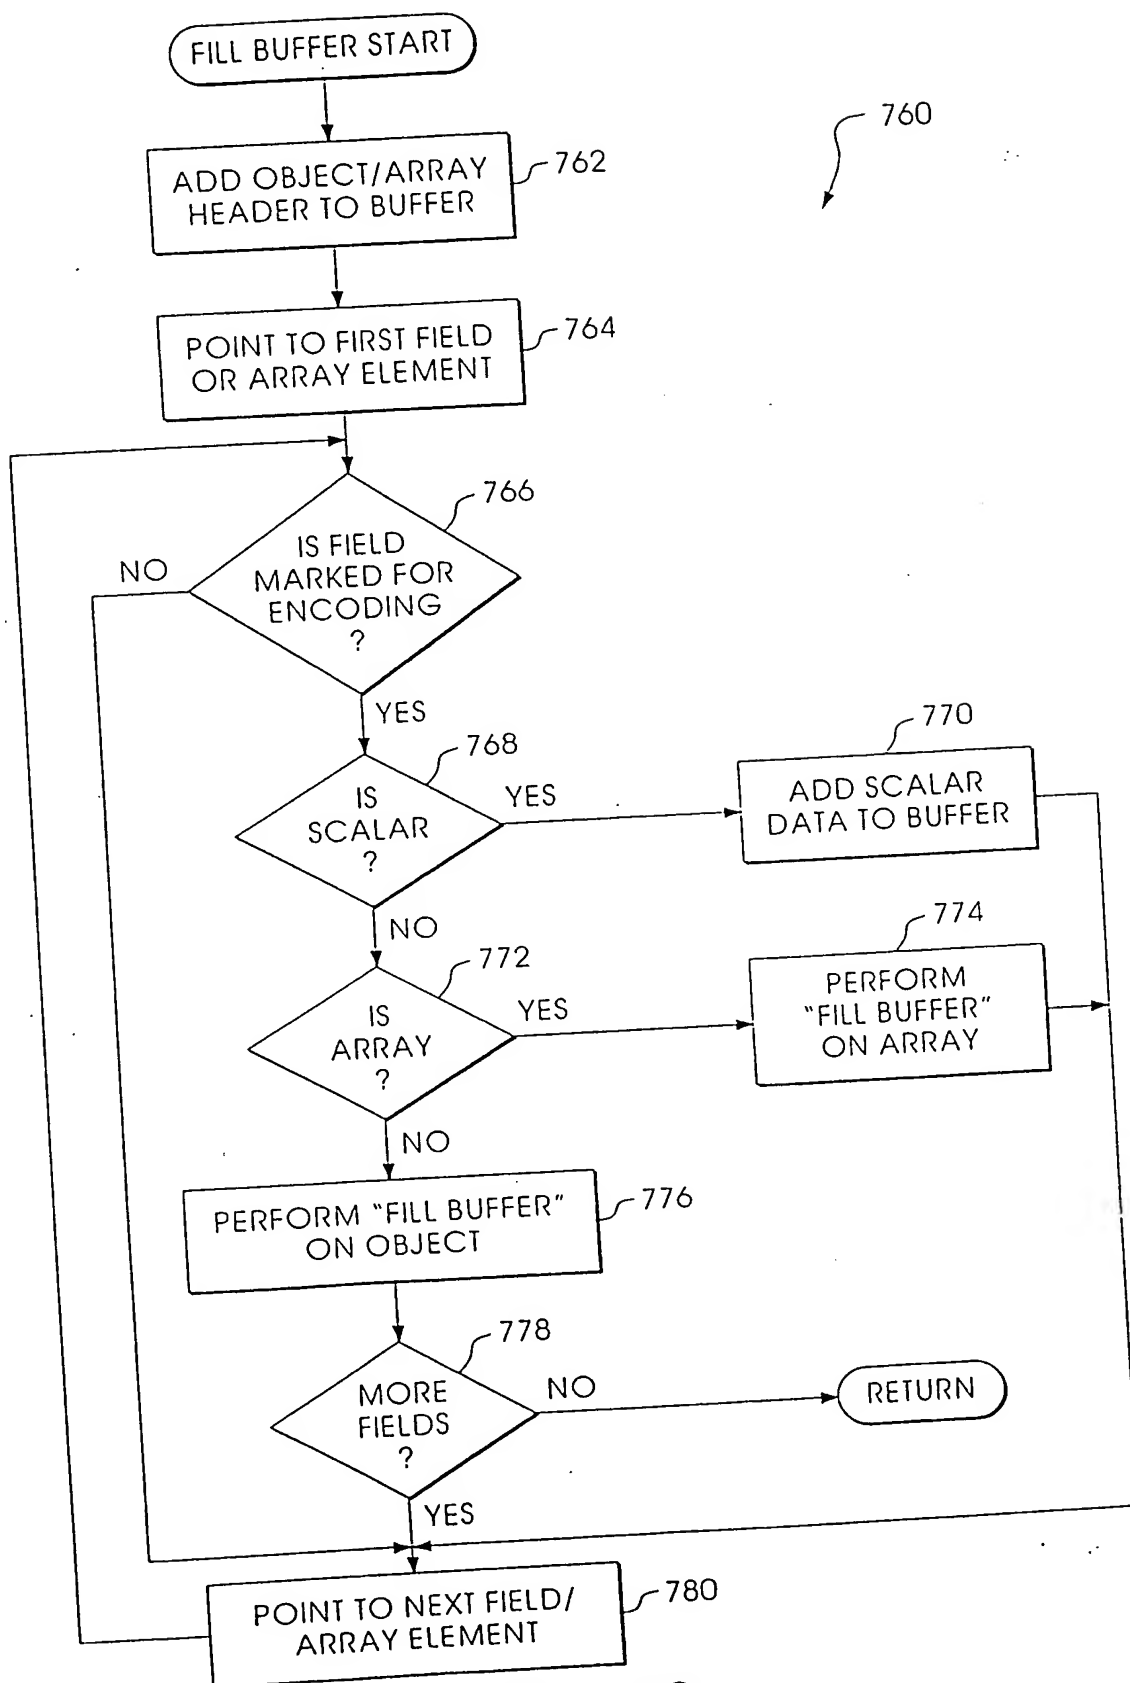 FILL BUFFER START
760
ADD OBJECT/ARRAY
HEADER TO BUFFER
762
POINT TO FIRST FIELD
OR ARRAY ELEMENT
764
766
IS FIELD
MARKED FOR
ENCODING
?
NO
YES
768
IS
SCALAR
?
YES
770
ADD SCALAR
DATA TO BUFFER
NO
772
IS
ARRAY
?
YES
774
PERFORM
“FILL BUFFER”
ON ARRAY
NO
PERFORM “FILL BUFFER”
ON OBJECT
776
778
MORE
FIELDS
?
NO
RETURN
YES
POINT TO NEXT FIELD/
ARRAY ELEMENT
780